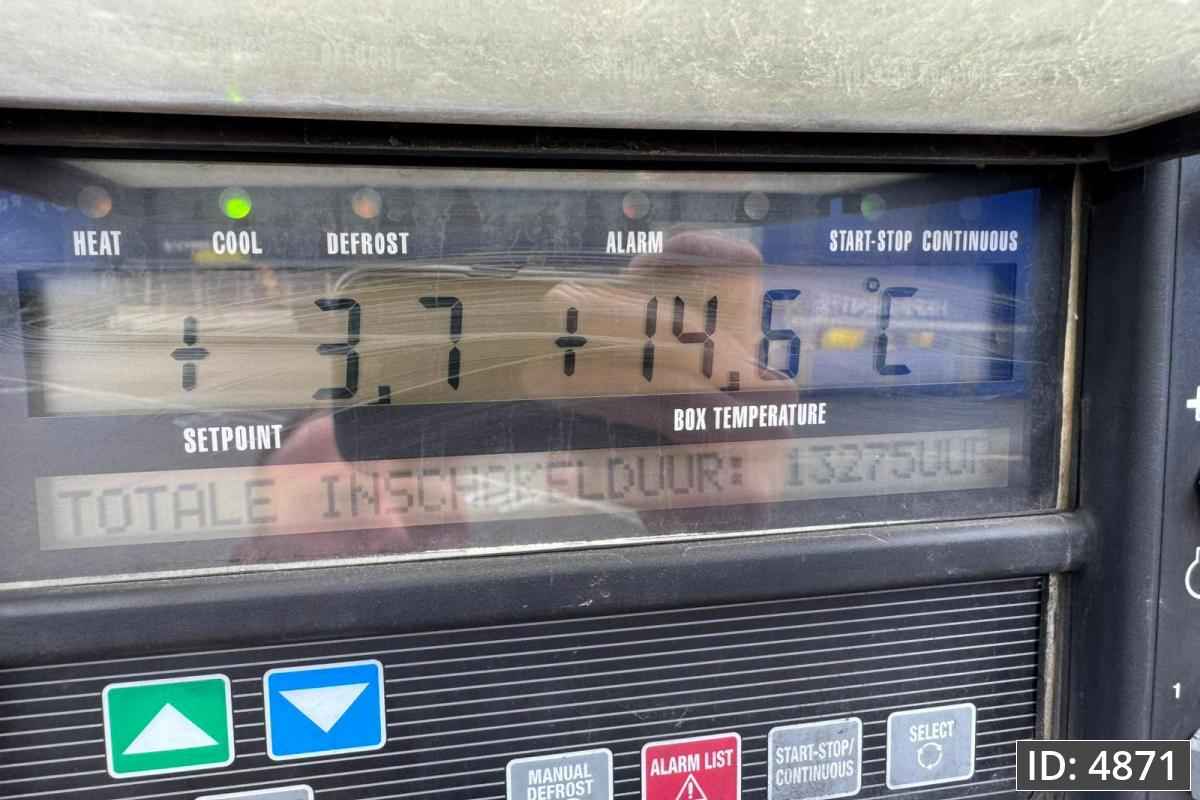 HEAT COOL DEFROST ALARM START-STOP CONTINUOUS
+ 3.7 + 14.6 °C
SETPOINT BOX TEMPERATURE
TOTALE INSCHAKELDUUR: 13275UUR
MANUAL DEFROST
ALARM LIST
START-STOP/
CONTINUOUS
SELECT
1
ID: 4871